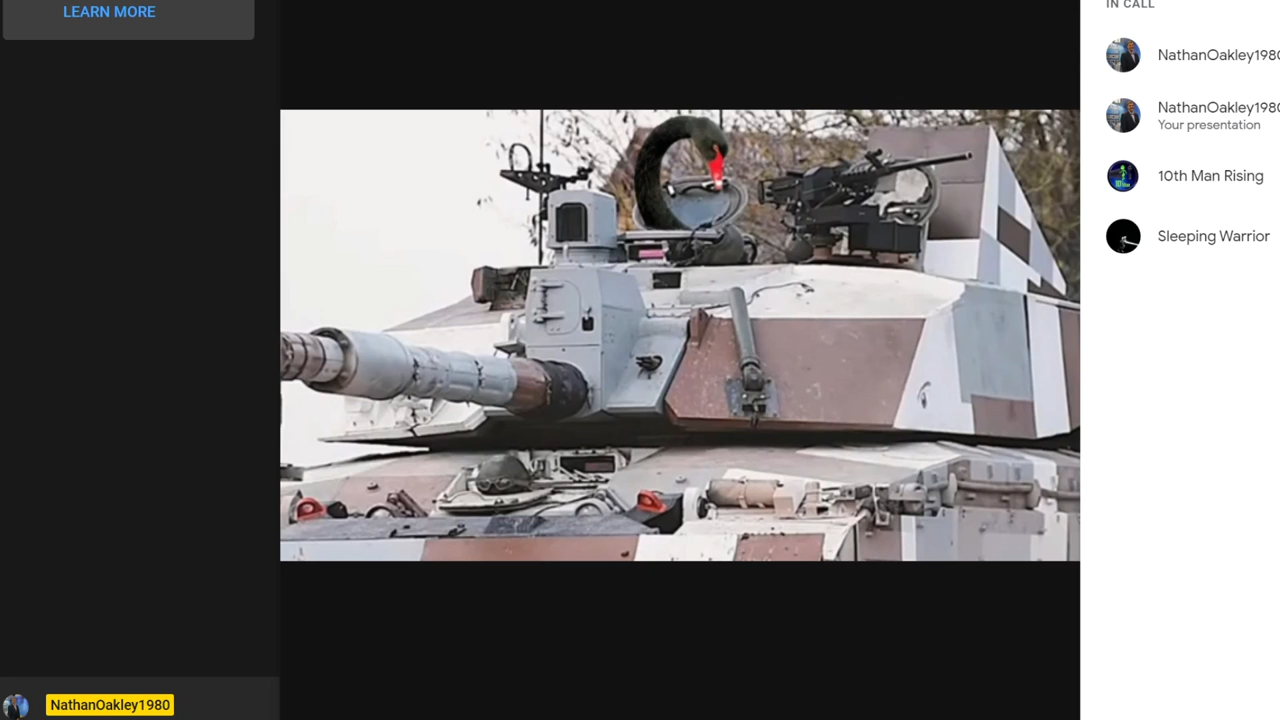 LEARN MORE
IN CALL
NathanOakley1980
NathanOakley1980
Your presentation
10th Man Rising
Sleeping Warrior
NathanOakley1980